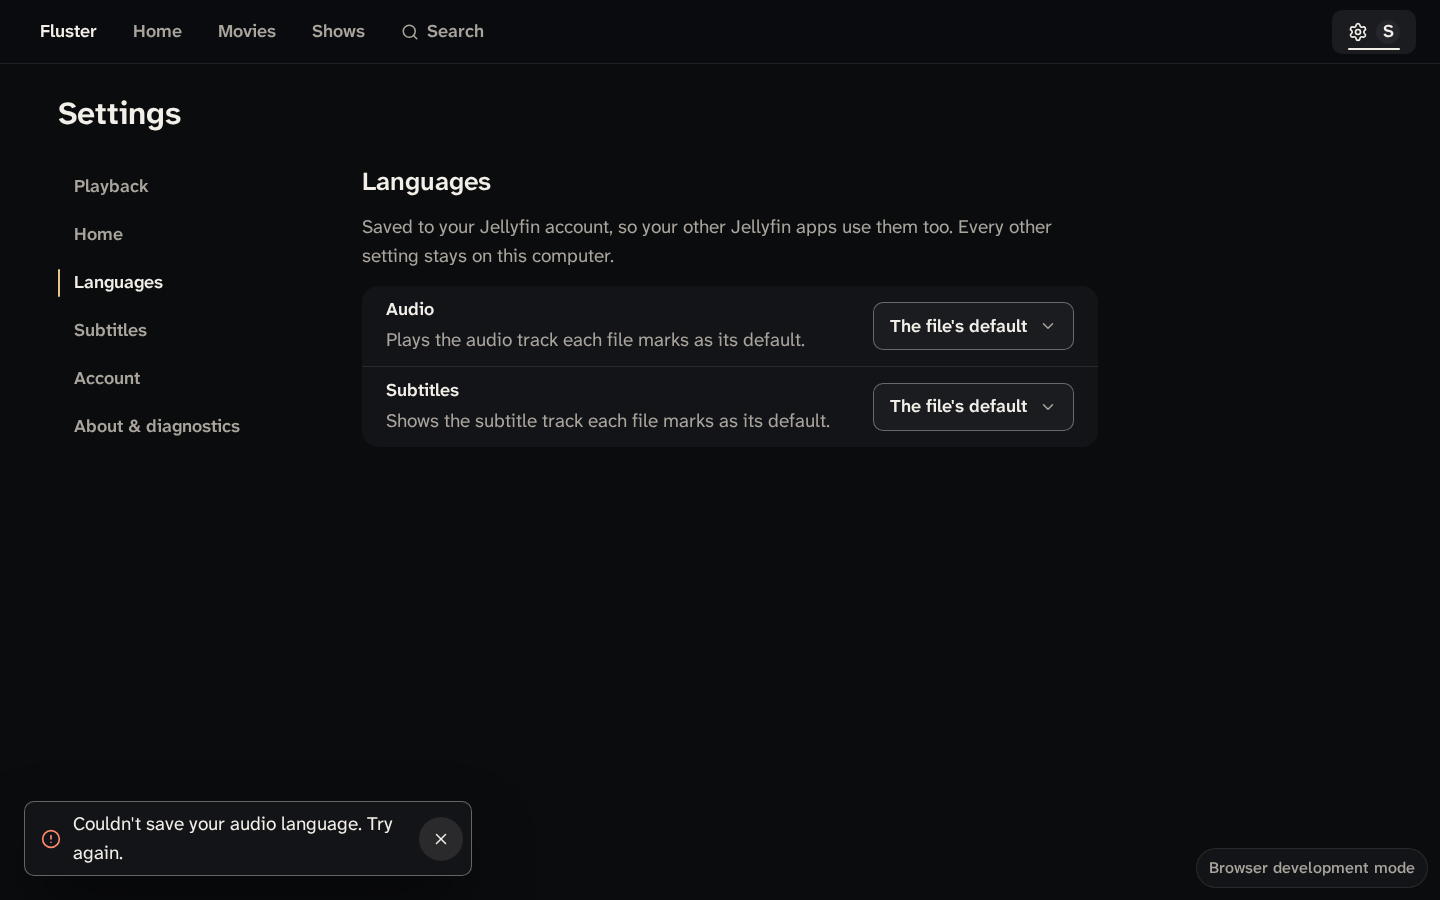 Fluster
Home
Movies
Shows
Search
S
Settings
Playback
Home
Languages
Subtitles
Account
About & diagnostics
Languages
Saved to your Jellyfin account, so your other Jellyfin apps use them too. Every other
setting stays on this computer.
Audio
Plays the audio track each file marks as its default.
The file's default
Subtitles
Shows the subtitle track each file marks as its default.
The file's default
Couldn't save your audio language. Try
again.
Browser development mode